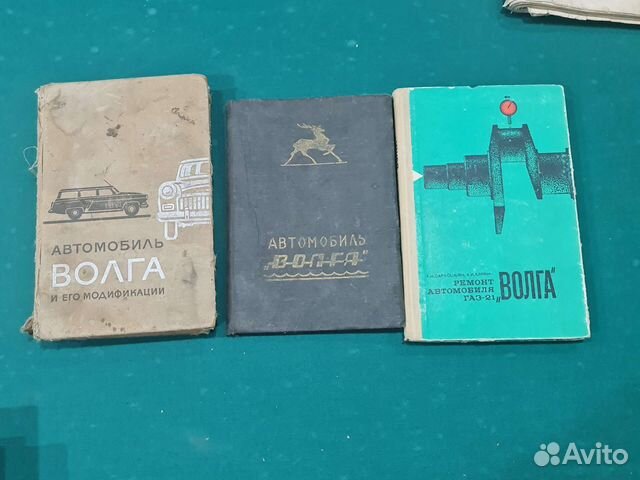 АВТОМОБИЛЬ
ВОЛГА
И ЕГО МОДИФИКАЦИИ
АВТОМОБИЛЬ
„ВОЛГА"
РЕМОНТ
АВТОМОБИЛЯ
ГАЗ-21 „ВОЛГА"
Avito